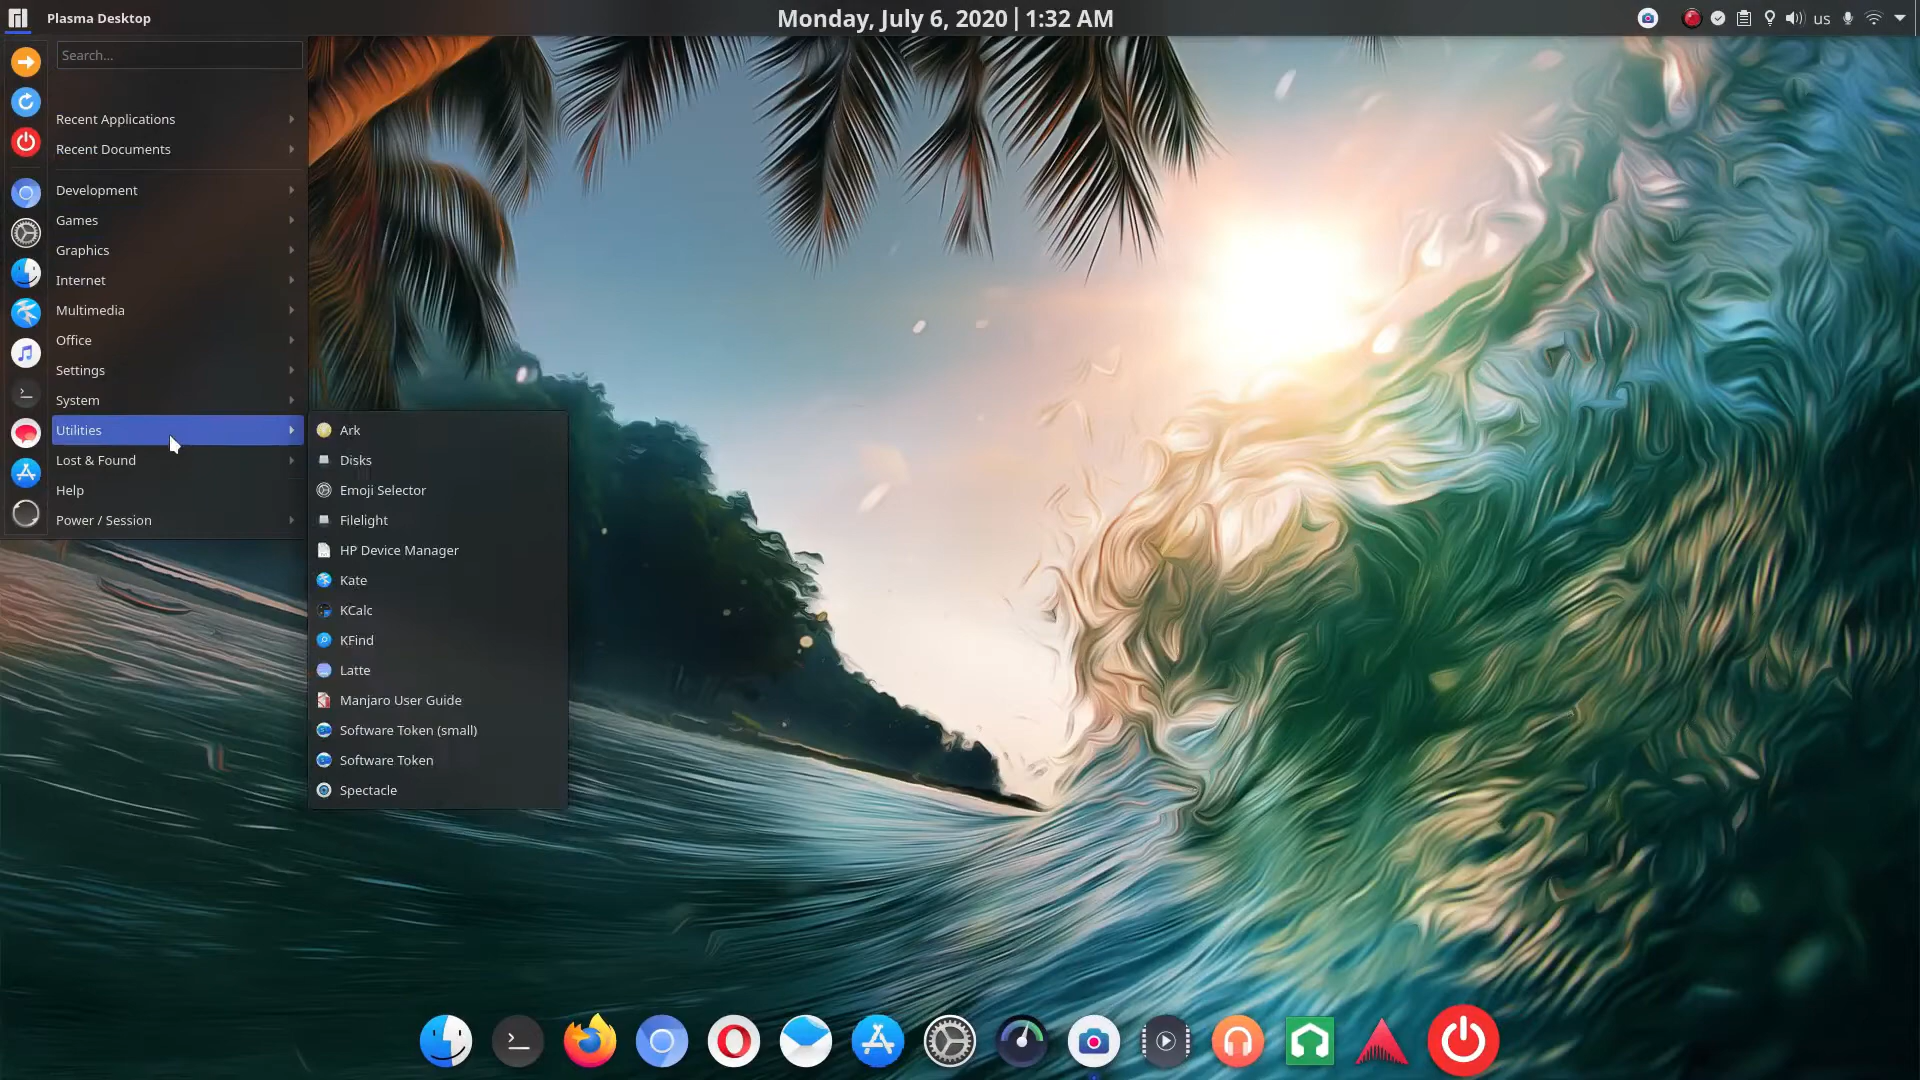 Plasma Desktop
Monday, July 6, 2020 | 1:32 AM
us
Search...
Recent Applications
Recent Documents
Development
Games
Graphics
Internet
Multimedia
Office
Settings
System
Utilities
Lost & Found
Help
Power / Session
Ark
Disks
Emoji Selector
Filelight
HP Device Manager
Kate
KCalc
KFind
Latte
Manjaro User Guide
Software Token (small)
Software Token
Spectacle